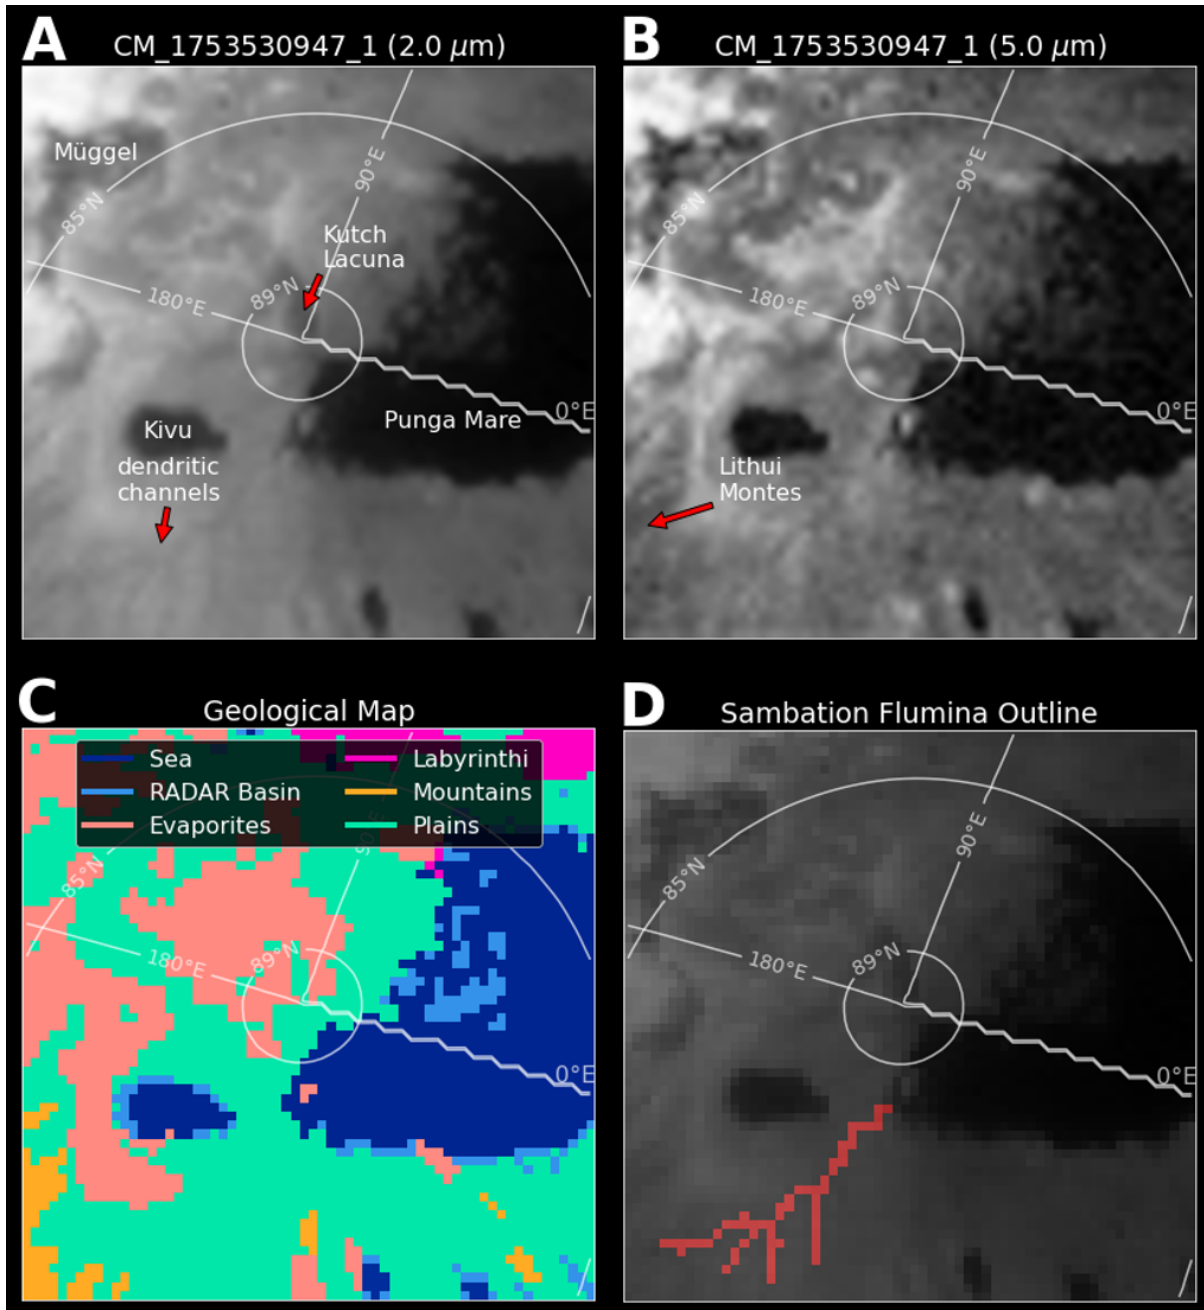 A
CM_1753530947_1 (2.0 μm)
Müggel
85°N
90°E
Kutch
Lacuna
180°E
89°N
0°E
Punga Mare
Kivu
dendritic
channels
B
CM_1753530947_1 (5.0 μm)
85°N
90°E
180°E
89°N
0°E
Lithui
Montes
C
Geological Map
Sea
RADAR Basin
Evaporites
Labyrinthi
Mountains
Plains
85°N
90°E
180°E
89°N
0°E
D
Sambation Flumina Outline
85°N
90°E
180°E
89°N
0°E